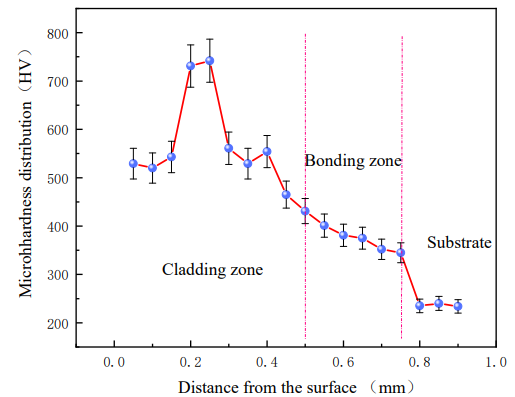 800
700
600
500
400
300
200
Microhhardness distribution（HV）
Bonding zone
Substrate
Cladding zone
0.0 0.2 0.4 0.6 0.8 1.0
Distance from the surface （mm）